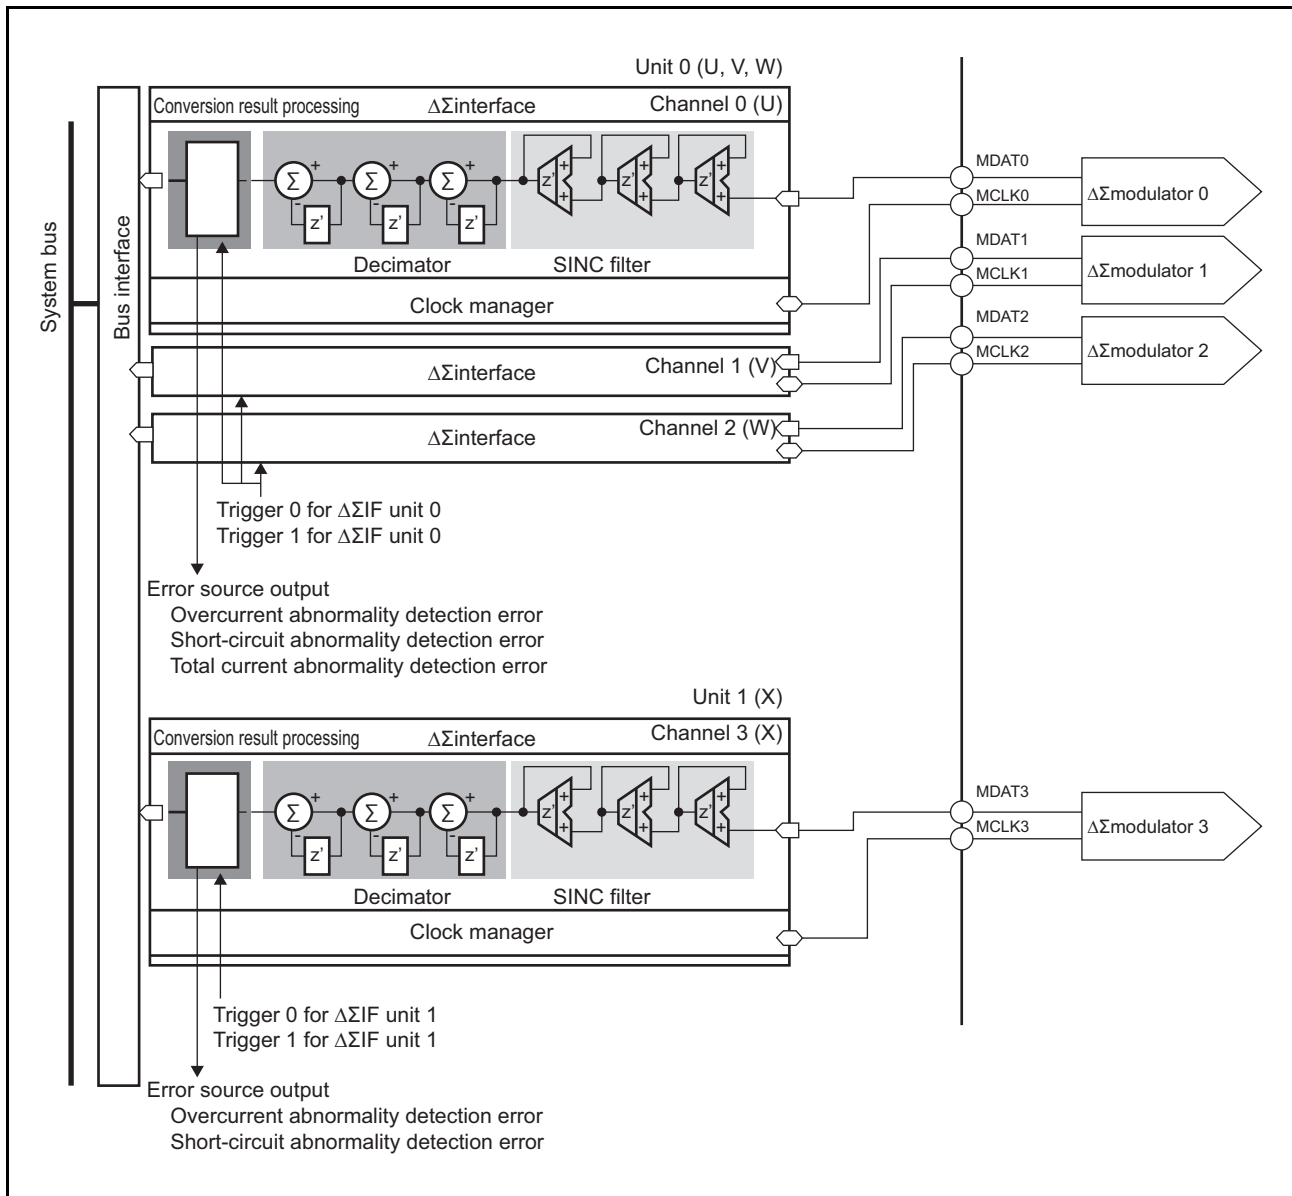 Unit 0 (U, V, W)
Conversion result processing
ΔΣinterface
Channel 0 (U)
Σ
+
-
z'
Σ
+
-
z'
Σ
+
-
z'
z'
+
+
z'
+
+
z'
+
+
Decimator
SINC filter
Clock manager
System bus
Bus interface
ΔΣinterface
Channel 1 (V)
ΔΣinterface
Channel 2 (W)
MDAT0
MCLK0
ΔΣmodulator 0
MDAT1
MCLK1
ΔΣmodulator 1
MDAT2
MCLK2
ΔΣmodulator 2
Trigger 0 for ΔΣIF unit 0
Trigger 1 for ΔΣIF unit 0
Error source output
Overcurrent abnormality detection error
Short-circuit abnormality detection error
Total current abnormality detection error
Unit 1 (X)
Conversion result processing
ΔΣinterface
Channel 3 (X)
Σ
+
-
z'
Σ
+
-
z'
Σ
+
-
z'
z'
+
+
z'
+
+
z'
+
+
Decimator
SINC filter
Clock manager
MDAT3
MCLK3
ΔΣmodulator 3
Trigger 0 for ΔΣIF unit 1
Trigger 1 for ΔΣIF unit 1
Error source output
Overcurrent abnormality detection error
Short-circuit abnormality detection error